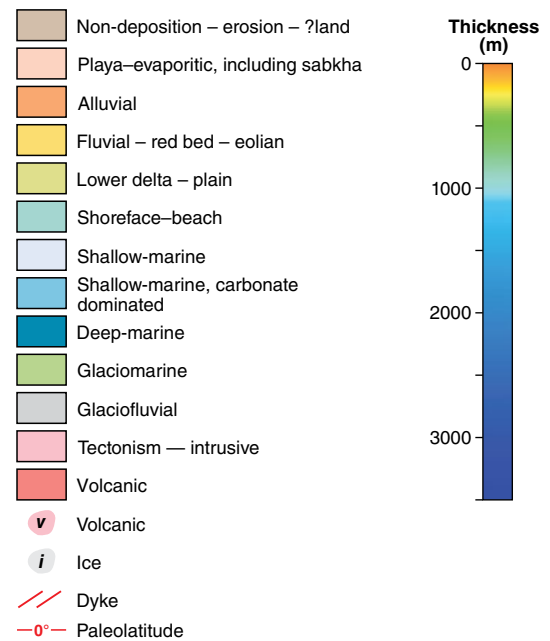 Non-deposition – erosion – ?land
Playa–evaporitic, including sabkha
Alluvial
Fluvial – red bed – eolian
Lower delta – plain
Shoreface–beach
Shallow-marine
Shallow-marine, carbonate
dominated
Deep-marine
Glaciomarine
Glaciofluvial
Tectonism — intrusive
Volcanic
v Volcanic
i Ice
Dyke
0° Paleolatitude
Thickness
(m)
0
1000
2000
3000